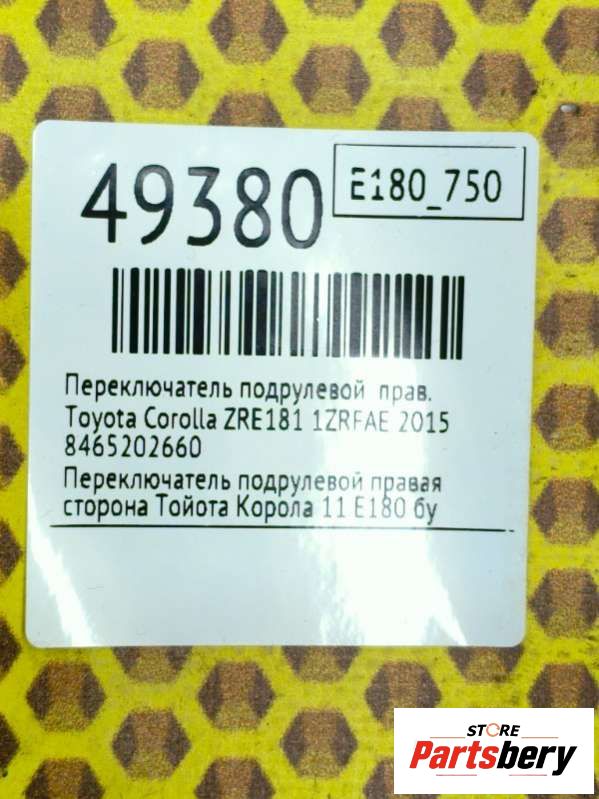 49380
E180_750
Переключатель подрулевой прав.
Toyota Corolla ZRE181 1ZRFAE 2015
8465202660
Переключатель подрулевой правая
сторона Тойота Корола 11 Е180 бу
STORE
Partsbery